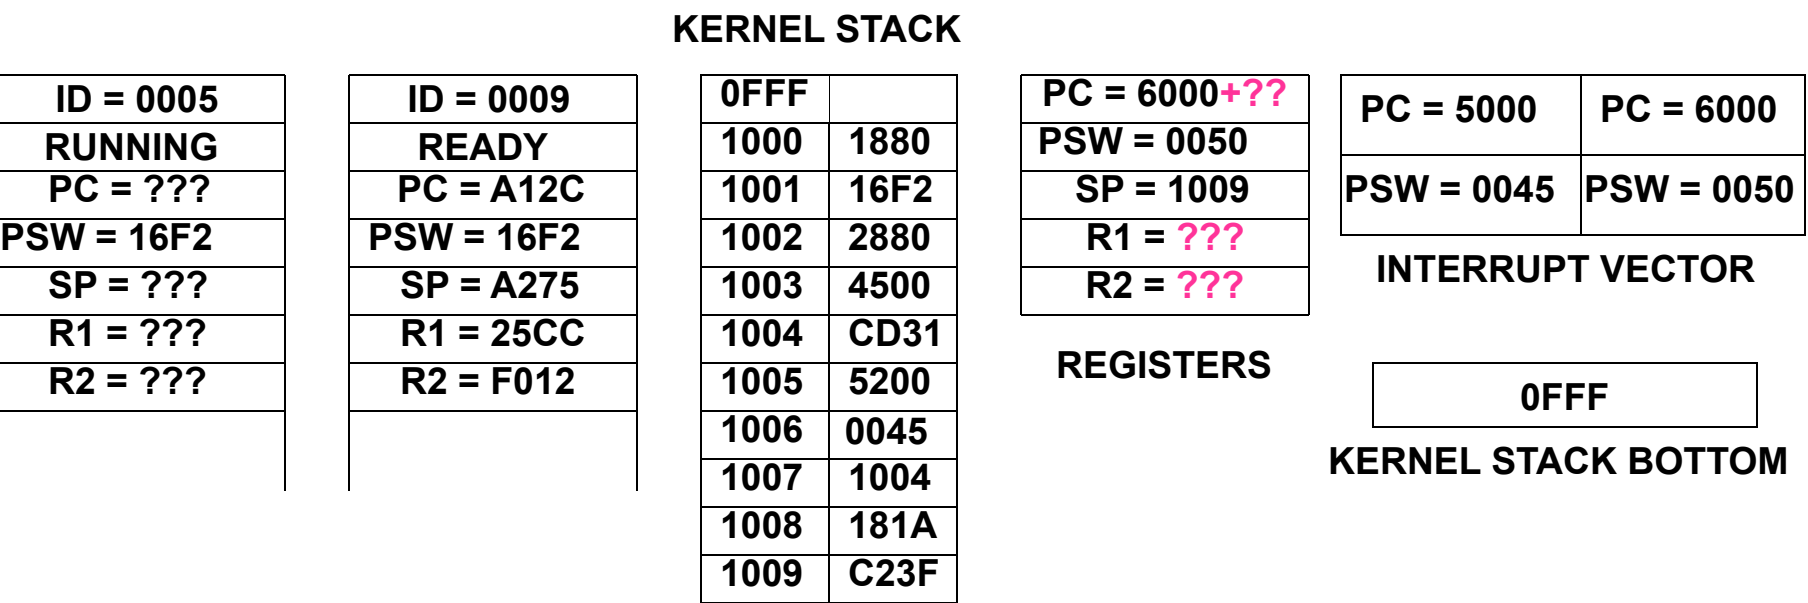 KERNEL STACK
ID = 0005
RUNNING
PC = ???
PSW = 16F2
SP = ???
R1 = ???
R2 = ???
ID = 0009
READY
PC = A12C
PSW = 16F2
SP = A275
R1 = 25CC
R2 = F012
0FFF
1000 1880
1001 16F2
1002 2880
1003 4500
1004 CD31
1005 5200
1006 0045
1007 1004
1008 181A
1009 C23F
PC = 6000+??
PSW = 0050
SP = 1009
R1 = ???
R2 = ???
REGISTERS
PC = 5000 PC = 6000
PSW = 0045 PSW = 0050
INTERRUPT VECTOR
0FFF
KERNEL STACK BOTTOM